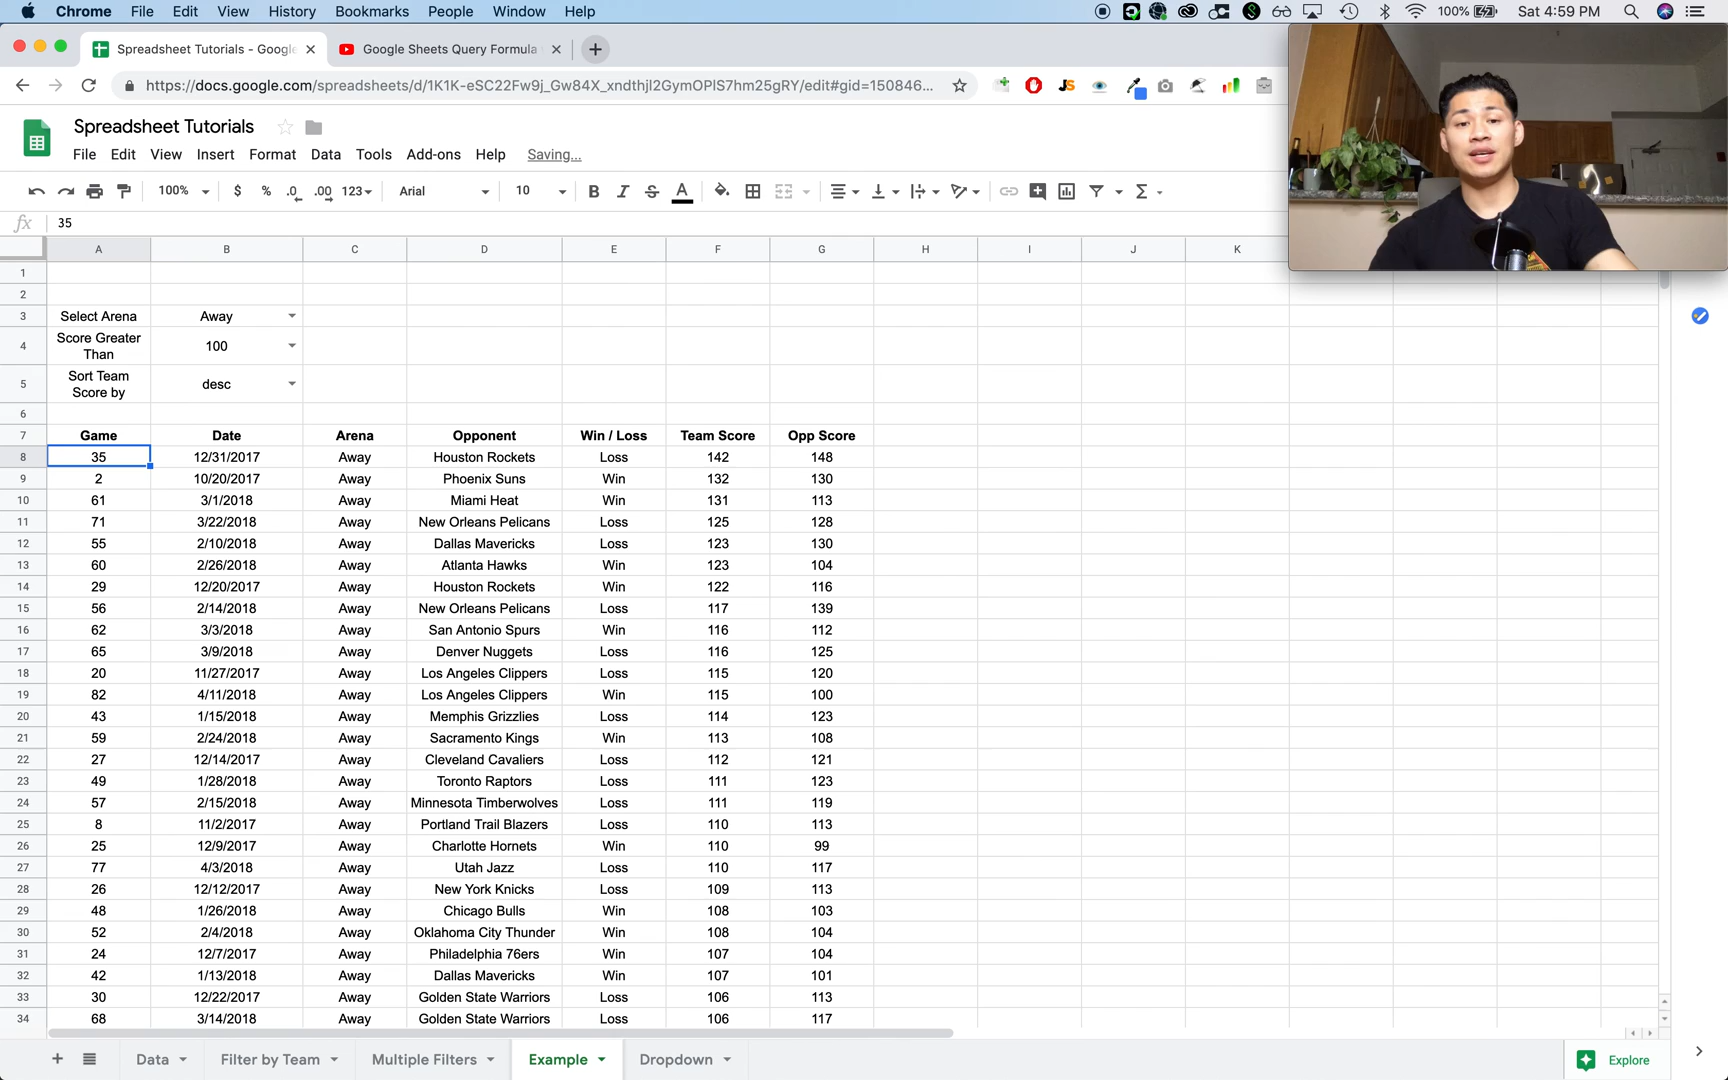 Chrome File Edit View History Bookmarks People Window Help 100% Sat 4:59 PM
Spreadsheet Tutorials - Google Google Sheets Query Formula
https://docs.google.com/spreadsheets/d/1K1K-eSC22Fw9j_Gw84X_xndthjl2GymOPlS7hm25gRY/edit#gid=150846... JS
Spreadsheet Tutorials
File Edit View Insert Format Data Tools Add-ons Help Saving...
100% $ % .0 .00 123 Arial 10 B I S A Σ
fx 35
A B C D E F G H I J K
1
2
3 Select Arena Away
4 Score Greater Than 100
5 Sort Team Score by desc
6
7 Game Date Arena Opponent Win / Loss Team Score Opp Score
8 35 12/31/2017 Away Houston Rockets Loss 142 148
9 2 10/20/2017 Away Phoenix Suns Win 132 130
10 61 3/1/2018 Away Miami Heat Win 131 113
11 71 3/22/2018 Away New Orleans Pelicans Loss 125 128
12 55 2/10/2018 Away Dallas Mavericks Loss 123 130
13 60 2/26/2018 Away Atlanta Hawks Win 123 104
14 29 12/20/2017 Away Houston Rockets Win 122 116
15 56 2/14/2018 Away New Orleans Pelicans Loss 117 139
16 62 3/3/2018 Away San Antonio Spurs Win 116 112
17 65 3/9/2018 Away Denver Nuggets Loss 116 125
18 20 11/27/2017 Away Los Angeles Clippers Loss 115 120
19 82 4/11/2018 Away Los Angeles Clippers Win 115 100
20 43 1/15/2018 Away Memphis Grizzlies Loss 114 123
21 59 2/24/2018 Away Sacramento Kings Win 113 108
22 27 12/14/2017 Away Cleveland Cavaliers Loss 112 121
23 49 1/28/2018 Away Toronto Raptors Loss 111 123
24 57 2/15/2018 Away Minnesota Timberwolves Loss 111 119
25 8 11/2/2017 Away Portland Trail Blazers Loss 110 113
26 25 12/9/2017 Away Charlotte Hornets Win 110 99
27 77 4/3/2018 Away Utah Jazz Loss 110 117
28 26 12/12/2017 Away New York Knicks Loss 109 113
29 48 1/26/2018 Away Chicago Bulls Win 108 103
30 52 2/4/2018 Away Oklahoma City Thunder Win 108 104
31 24 12/7/2017 Away Philadelphia 76ers Win 107 104
32 42 1/13/2018 Away Dallas Mavericks Win 107 101
33 30 12/22/2017 Away Golden State Warriors Loss 106 113
34 68 3/14/2018 Away Golden State Warriors Loss 106 117
Data Filter by Team Multiple Filters Example Dropdown Explore